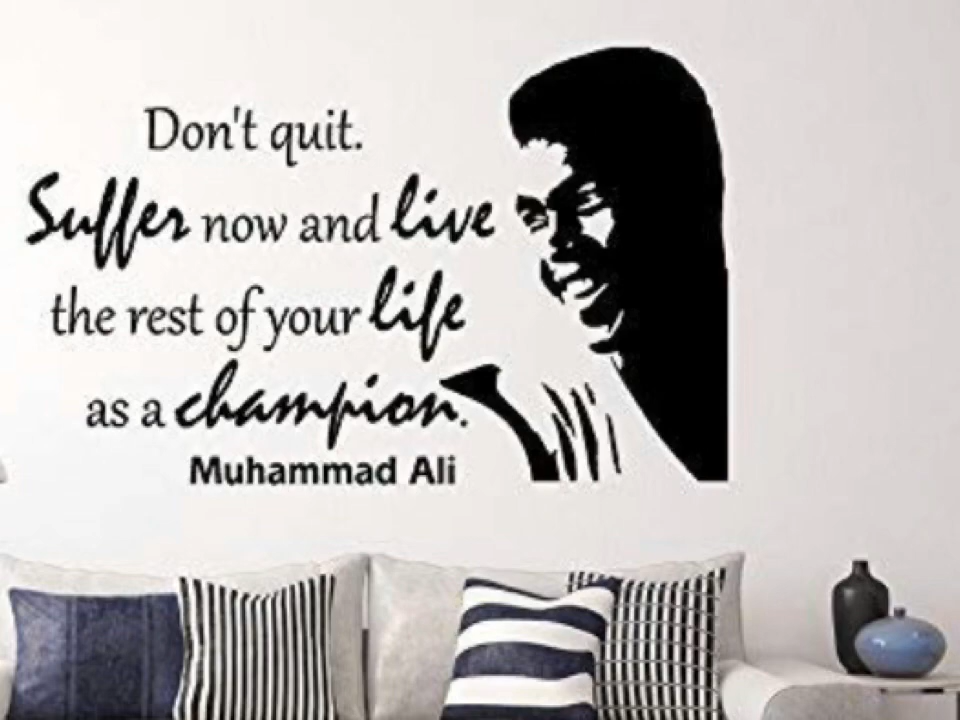 Don't quit.
Suffer now and live
the rest of your life
as a champion.
Muhammad Ali